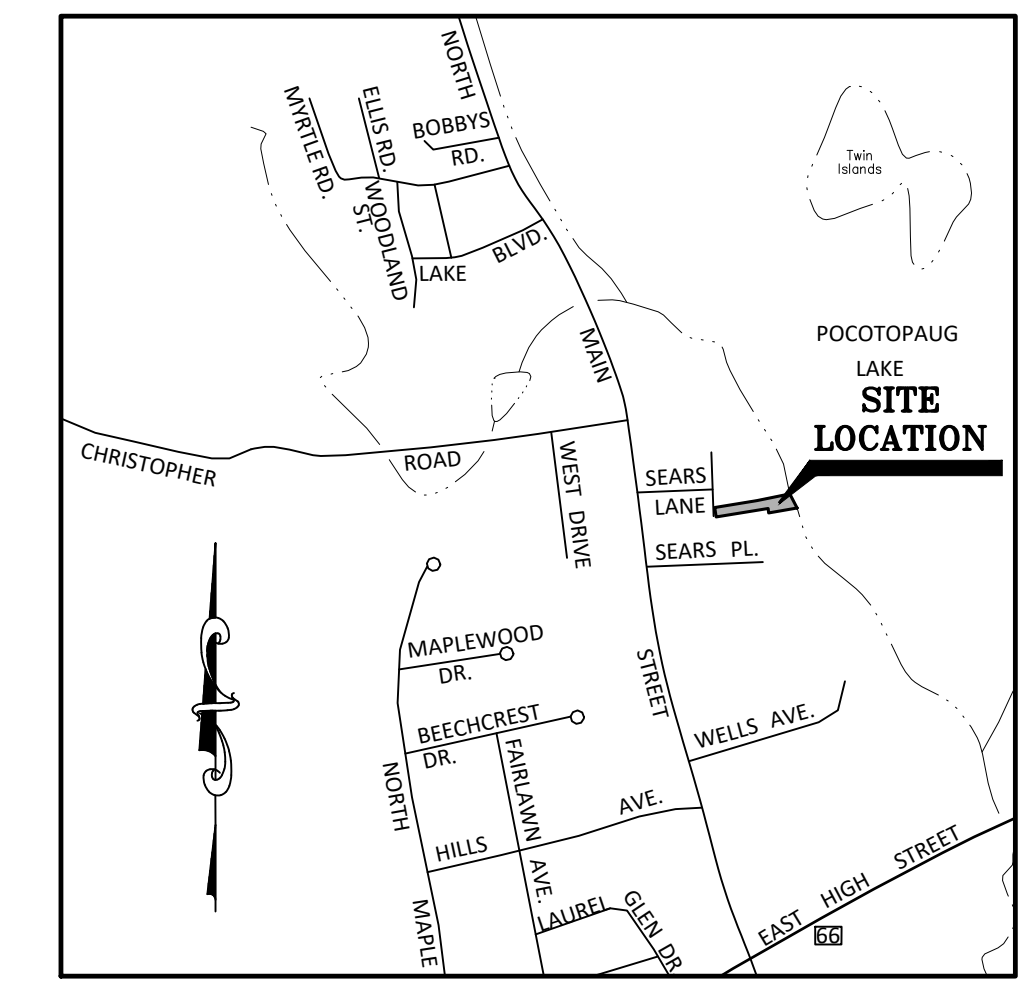 NORTH
MYRTLE RD.
ELLIS RD.
BOBBYS
RD.
Twin
Islands
WOODLAND
ST.
BLVD.
LAKE
MAIN
POCOTOPAUG
LAKE
SITE
LOCATION
CHRISTOPHER
ROAD
WEST DRIVE
SEARS
LANE
SEARS PL.
MAPLEWOOD
DR.
STREET
BEECHCREST
DR.
WELLS AVE.
NORTH
FAIRLAWN
AVE.
HILLS
AVE.
EAST HIGH STREET
66
LAUREL
GLEN DR
MAPLE